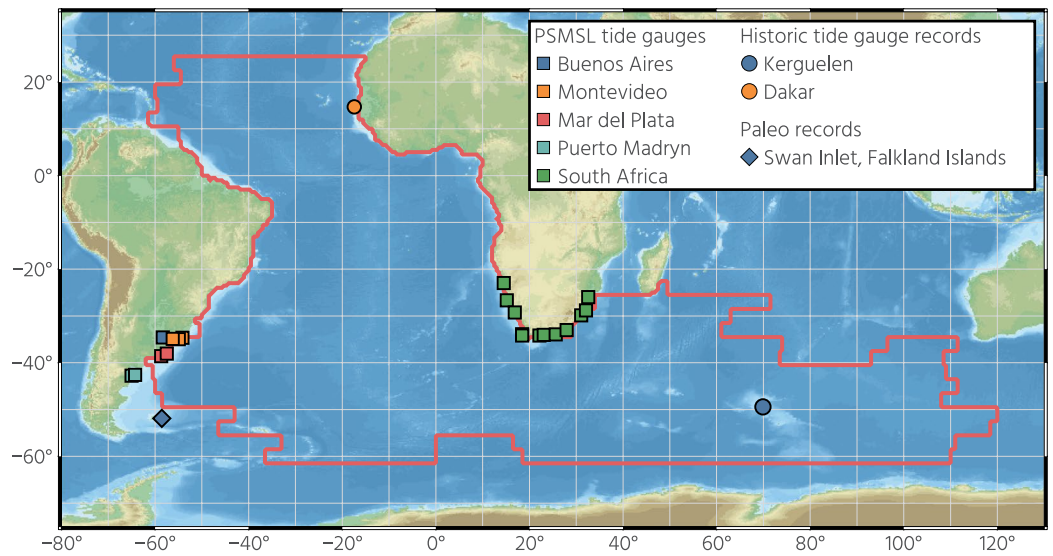 PSMSL tide gauges
Buenos Aires
Montevideo
Mar del Plata
Puerto Madryn
South Africa
Historic tide gauge records
Kerguelen
Dakar
Paleo records
Swan Inlet, Falkland Islands
20°
0°
−20°
−40°
−60°
−80° −60° −40° −20° 0° 20° 40° 60° 80° 100° 120°